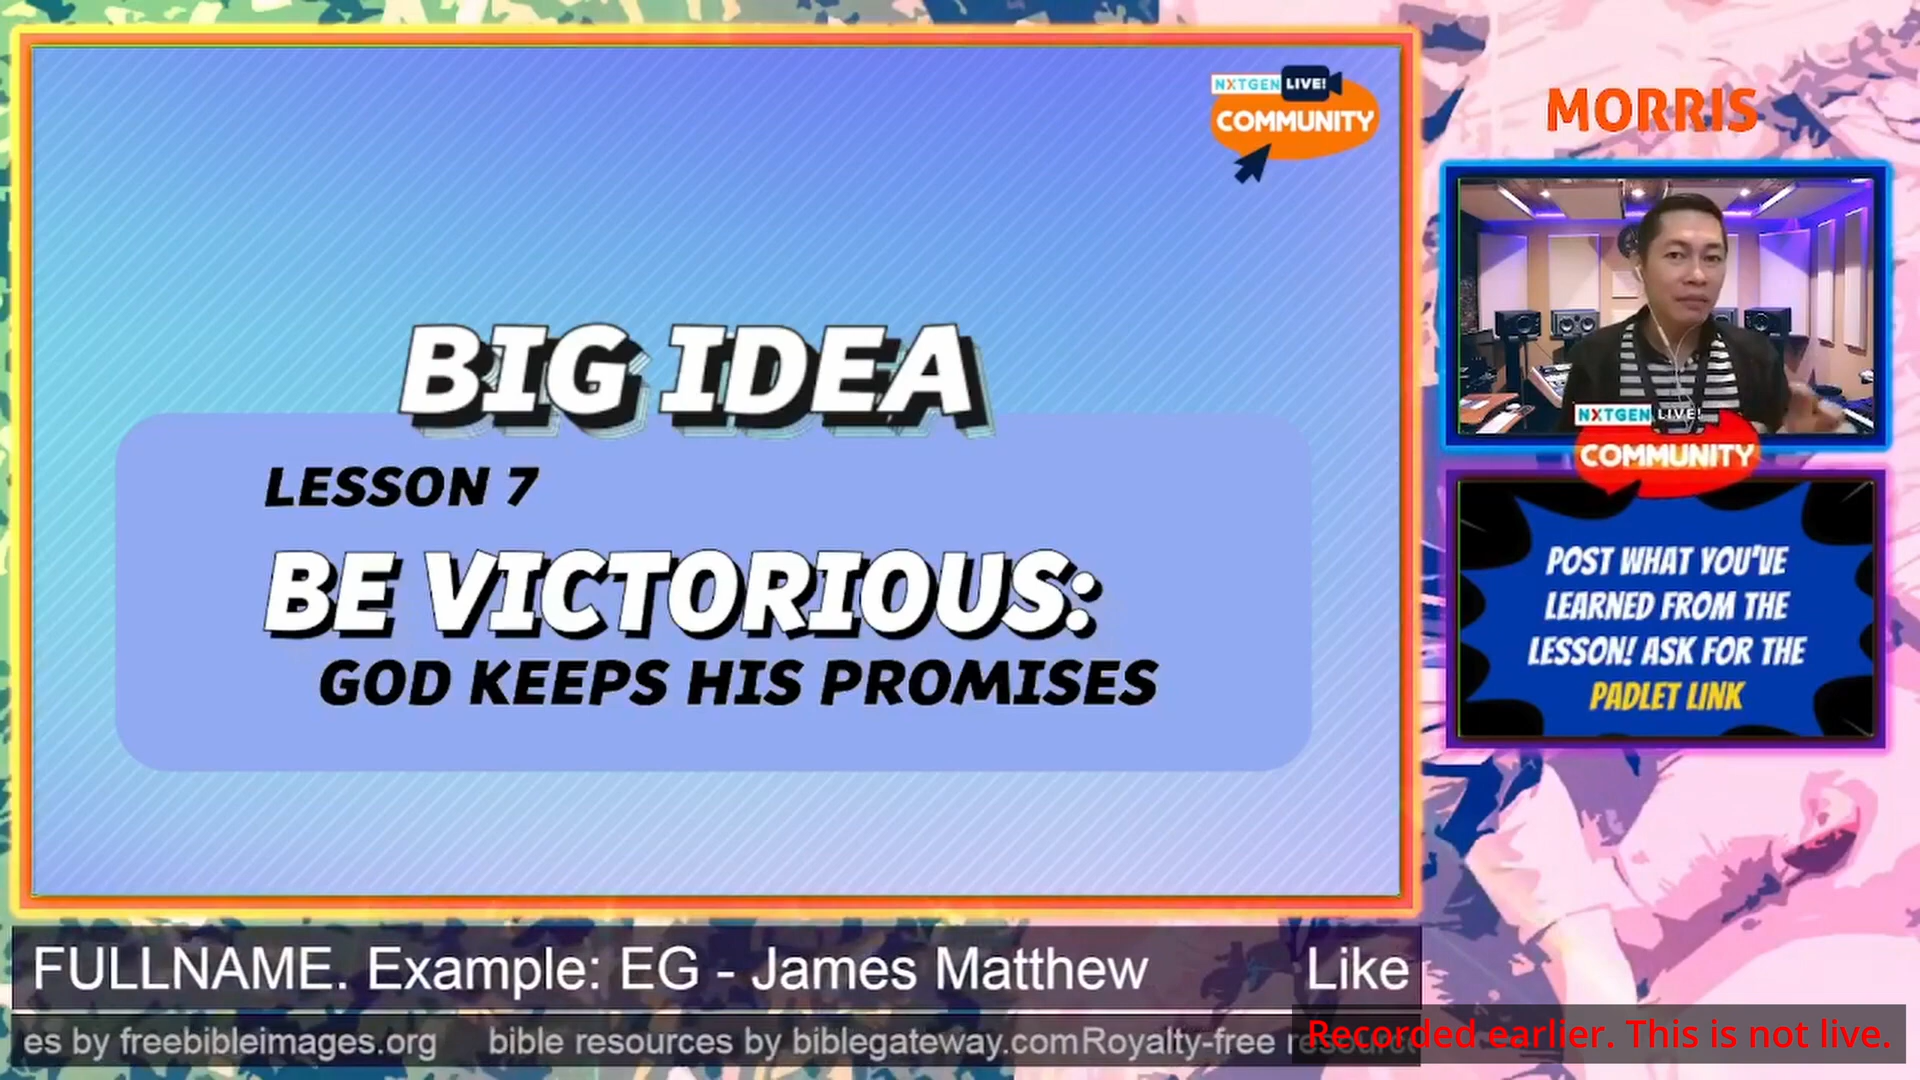 NXTGEN LIVE!
COMMUNITY
MORRIS
BIG IDEA
LESSON 7
BE VICTORIOUS:
GOD KEEPS HIS PROMISES
NXTGEN LIVE!
COMMUNITY
POST WHAT YOU'VE
LEARNED FROM THE
LESSON! ASK FOR THE
PADLET LINK
FULLNAME. Example: EG - James Matthew Like
es by freebibleimages.org bible resources by biblegateway.comRoyalty-free resource
Recorded earlier. This is not live.